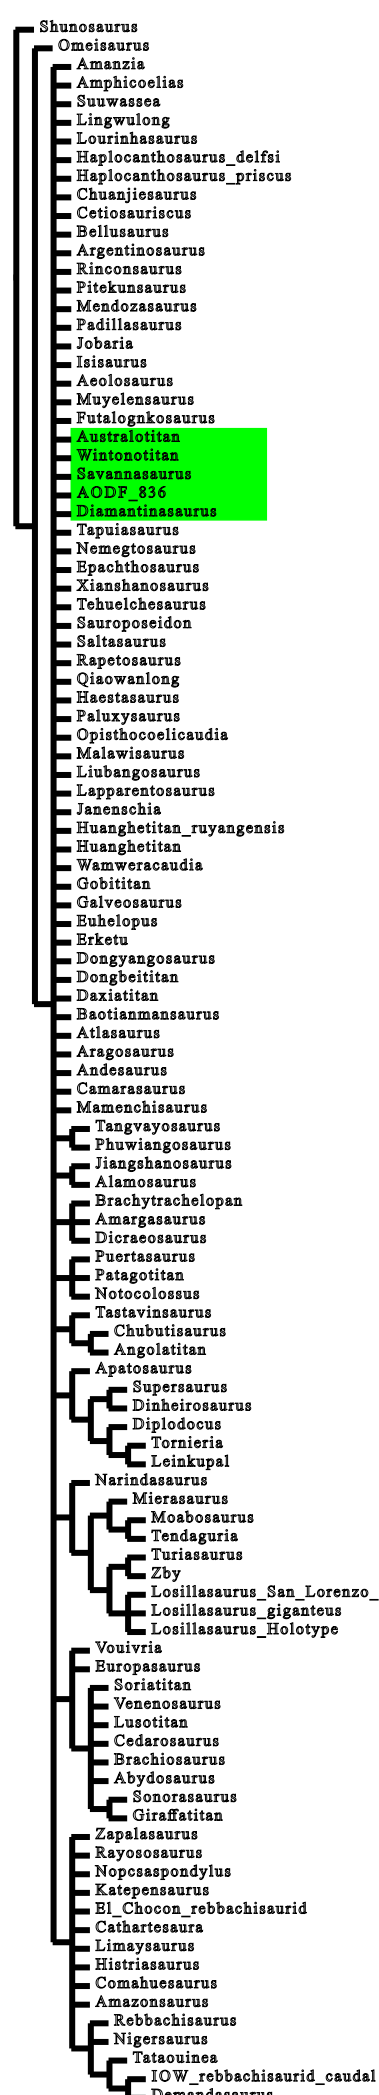 Shunosaurus
Omeisaurus
Amanzia
Amphicoelias
Suuwassea
Lingwulong
Lourinhasaurus
Haplocanthosaurus_delfsi
Haplocanthosaurus_priscus
Chuanjiesaurus
Cetiosauriscus
Bellusaurus
Argentinosaurus
Rinconsaurus
Pitekunsaurus
Mendozasaurus
Padillasaurus
Jobaria
Isisaurus
Aeolosaurus
Muyelensaurus
Futalognkosaurus
Australotitan
Wintonotitan
Savannasaurus
AODF_836
Diamantinasaurus
Tapuiasaurus
Nemegtosaurus
Epachthosaurus
Xianshanosaurus
Tehuelchesaurus
Sauroposeidon
Saltasaurus
Rapetosaurus
Qiaowanlong
Haestasaurus
Paluxysaurus
Opisthocoelicaudia
Malawisaurus
Liubangosaurus
Lapparentosaurus
Janenschia
Huanghetitan_ruyangensis
Huanghetitan
Wamweracaudia
Gobititan
Galveosaurus
Euhelopus
Erketu
Dongyangosaurus
Dongbeititan
Daxiatitan
Baotianmansaurus
Atlasaurus
Aragosaurus
Andesaurus
Camarasaurus
Mamenchisaurus
Tangvayosaurus
Phuwiangosaurus
Jiangshanosaurus
Alamosaurus
Brachytrachelopan
Amargasaurus
Dicraeosaurus
Puertasaurus
Patagotitan
Notocolossus
Tastavinsaurus
Chubutisaurus
Angolatitan
Apatosaurus
Supersaurus
Dinheirosaurus
Diplodocus
Tornieria
Leinkupal
Narindasaurus
Mierasaurus
Moabosaurus
Tendaguria
Turiasaurus
Zby
Losillasaurus_San_Lorenzo_
Losillasaurus_giganteus
Losillasaurus_Holotype
Vouivria
Europasaurus
Soriatitan
Venenosaurus
Lusotitan
Cedarosaurus
Brachiosaurus
Abydosaurus
Sonorasaurus
Giraffatitan
Zapalasaurus
Rayososaurus
Nopcsaspondylus
Katepensaurus
El_Chocon_rebbachisaurid
Cathartesaura
Limaysaurus
Histriasaurus
Comahuesaurus
Amazonsaurus
Rebbachisaurus
Nigersaurus
Tataouinea
IOW_rebbachisaurid_caudal